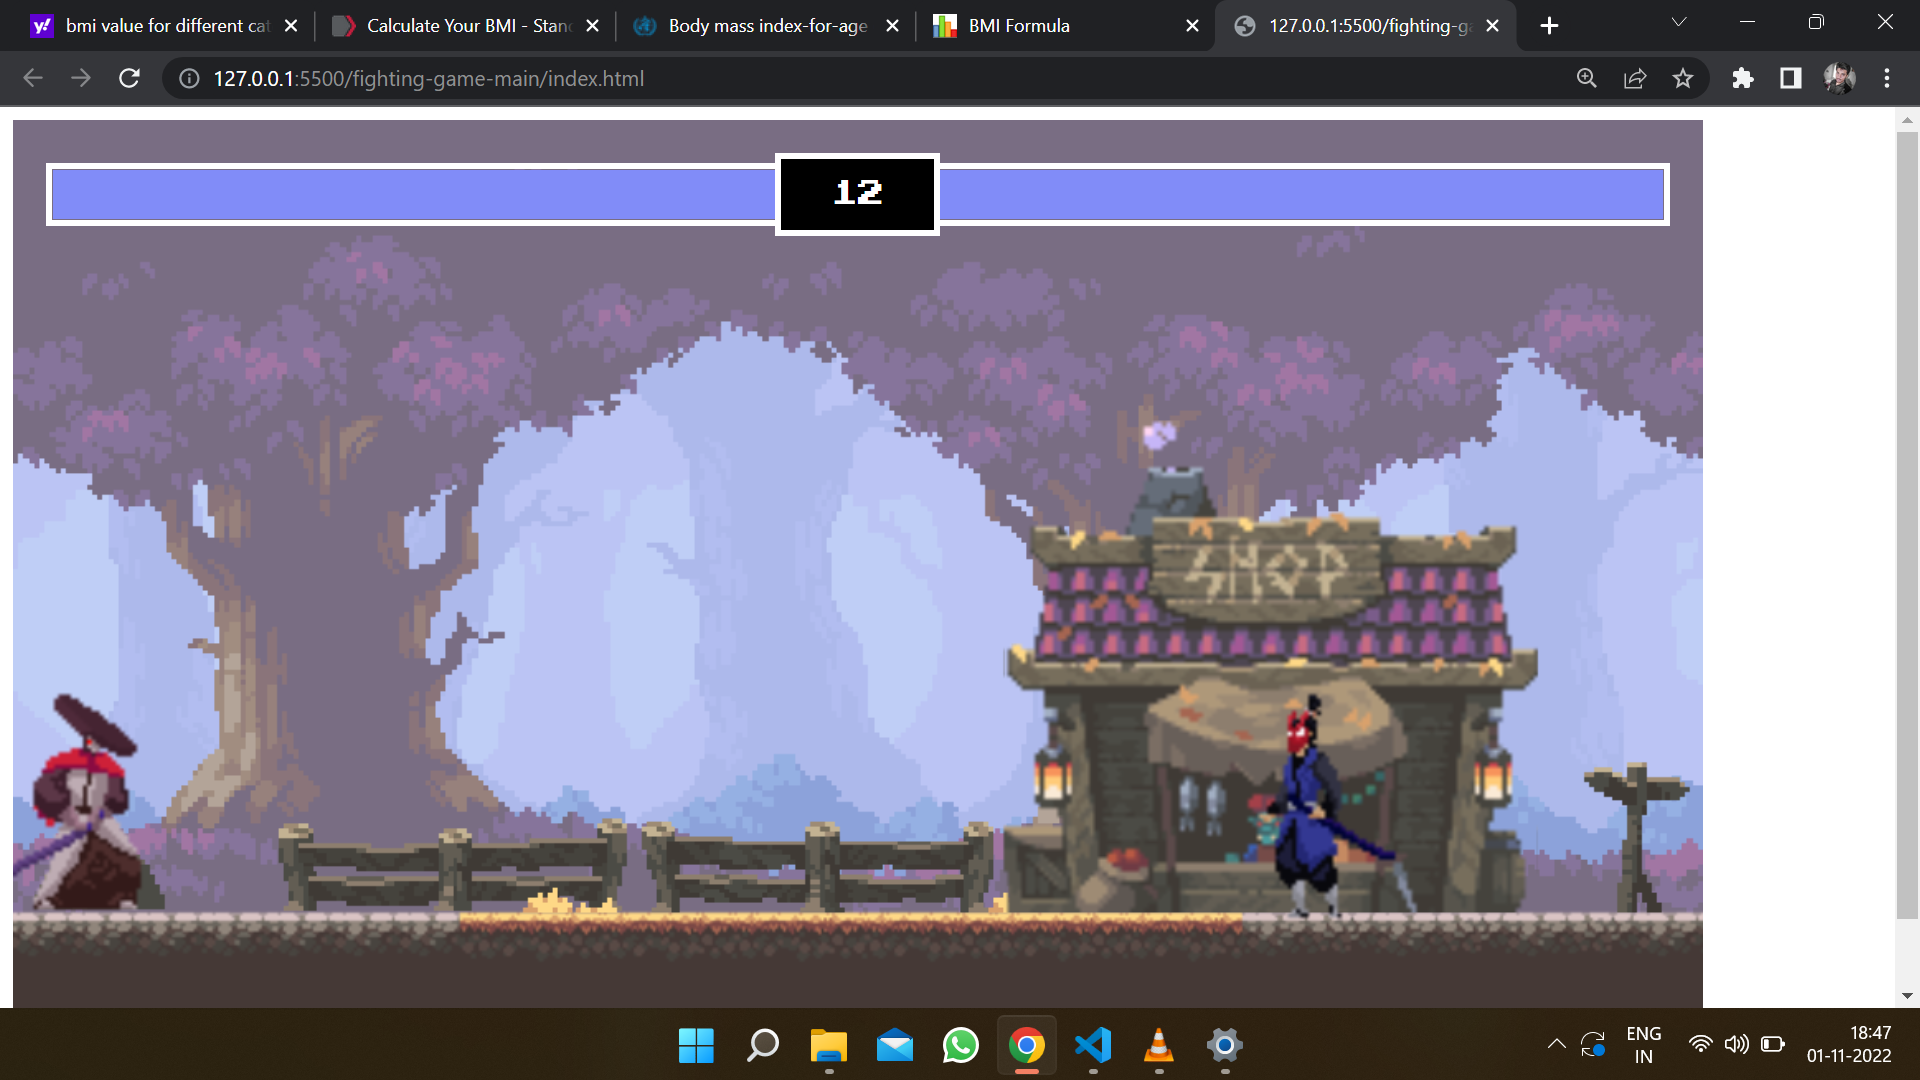 bmi value for different cat
Calculate Your BMI - Stanc
Body mass index-for-age
BMI Formula
127.0.0.1:5500/fighting-ga
127.0.0.1:5500/fighting-game-main/index.html
12
SHOP
ENG
IN
18:47
01-11-2022